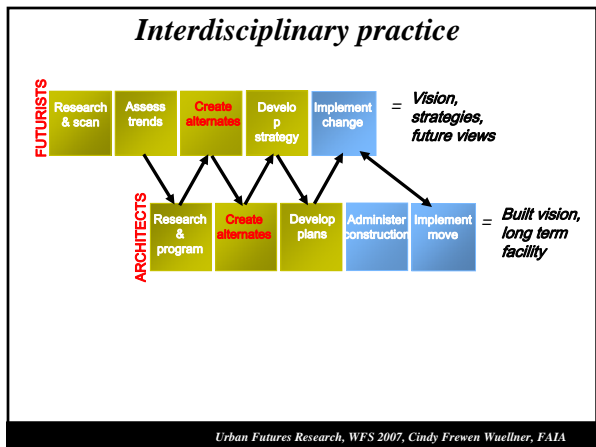 Interdisciplinary practice
FUTURISTS
Research
& scan
Assess
trends
Create
alternates
Develo
p
strategy
Implement
change
= Vision,
strategies,
future views
ARCHITECTS
Research
&
program
Create
alternates
Develop
plans
Administer
construction
Implement
move
= Built vision,
long term
facility
Urban Futures Research, WFS 2007, Cindy Frewen Wuellner, FAIA